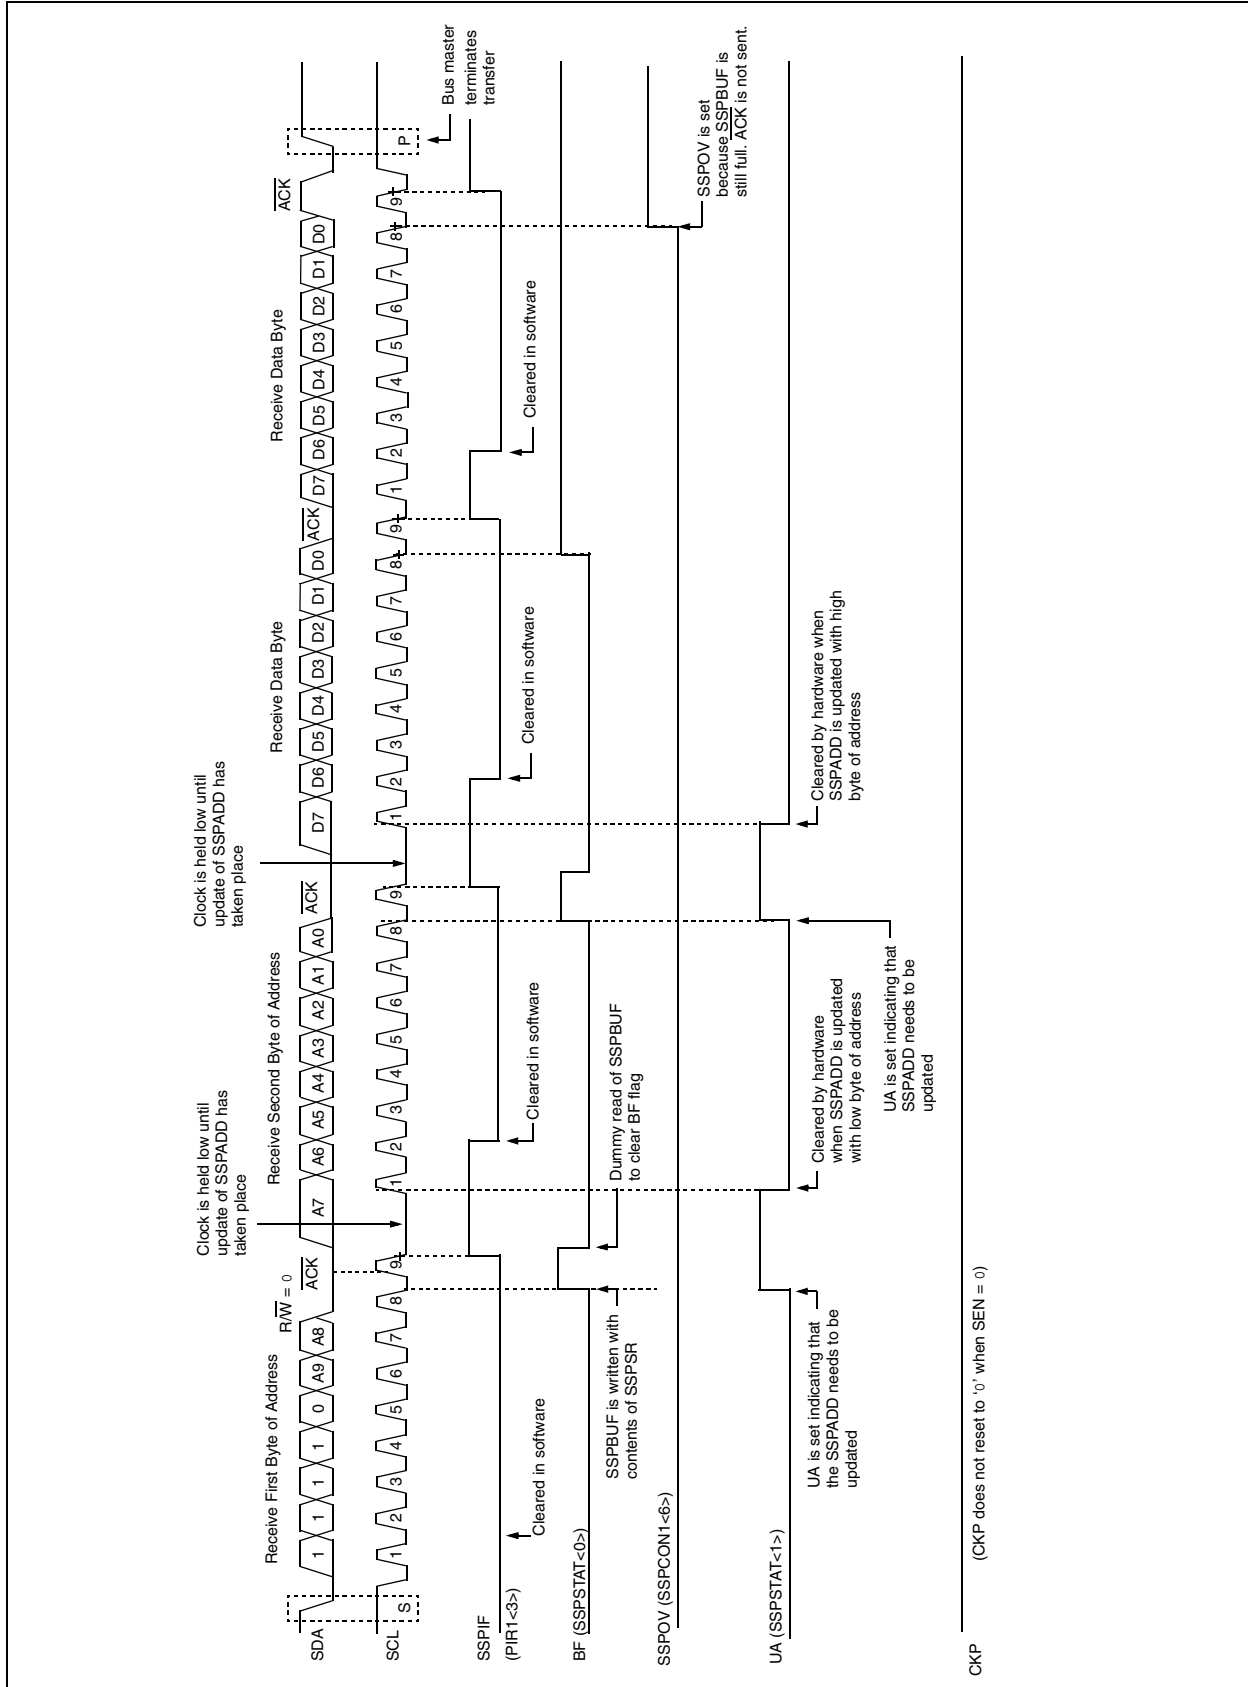 Receive First Byte of Address
R/W = 0
Clock is held low until
update of SSPADD has
taken place
Receive Second Byte of Address
Clock is held low until
update of SSPADD has
taken place
Receive Data Byte
Receive Data Byte
SDA
1 1 1 1 0 A9 A8 ACK A7 A6 A5 A4 A3 A2 A1 A0 ACK D7 D6 D5 D4 D3 D2 D1 D0 ACK D7 D6 D5 D4 D3 D2 D1 D0 ACK
SCL
S 1 2 3 4 5 6 7 8 9 1 2 3 4 5 6 7 8 9 1 2 3 4 5 6 7 8 9 1 2 3 4 5 6 7 8 9 P
Bus master
terminates
transfer
SSPIF
(PIR1<3>)
Cleared in software
Cleared in software
Cleared in software
Cleared in software
BF (SSPSTAT<0>)
SSPBUF is written with
contents of SSPSR
Dummy read of SSPBUF
to clear BF flag
SSPOV (SSPCON1<6>)
SSPOV is set
because SSPBUF is
still full. ACK is not sent.
UA (SSPSTAT<1>)
UA is set indicating that
the SSPADD needs to be
updated
Cleared by hardware
when SSPADD is updated
with low byte of address
UA is set indicating that
SSPADD needs to be
updated
Cleared by hardware when
SSPADD is updated with high
byte of address
CKP
(CKP does not reset to ‘0’ when SEN = 0)